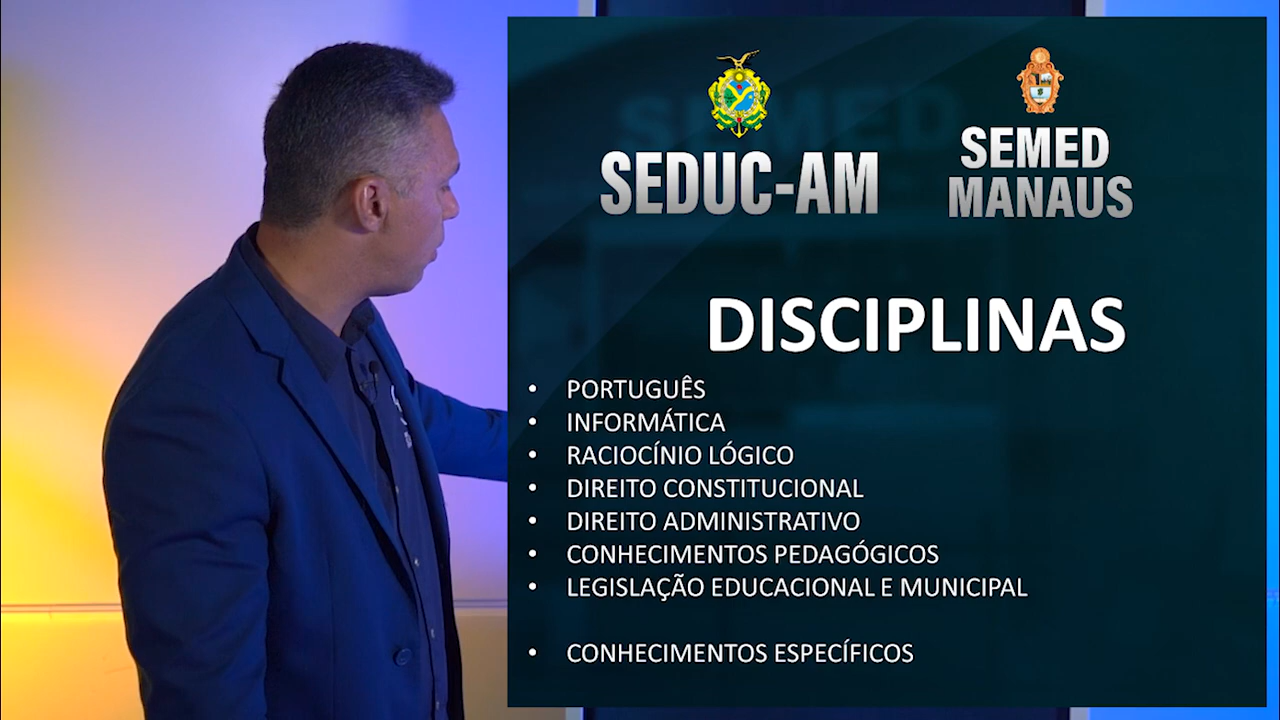 SEDUC-AM
SEMED
MANAUS
DISCIPLINAS
• PORTUGUÊS
• INFORMÁTICA
• RACIOCÍNIO LÓGICO
• DIREITO CONSTITUCIONAL
• DIREITO ADMINISTRATIVO
• CONHECIMENTOS PEDAGÓGICOS
• LEGISLAÇÃO EDUCACIONAL E MUNICIPAL
• CONHECIMENTOS ESPECÍFICOS